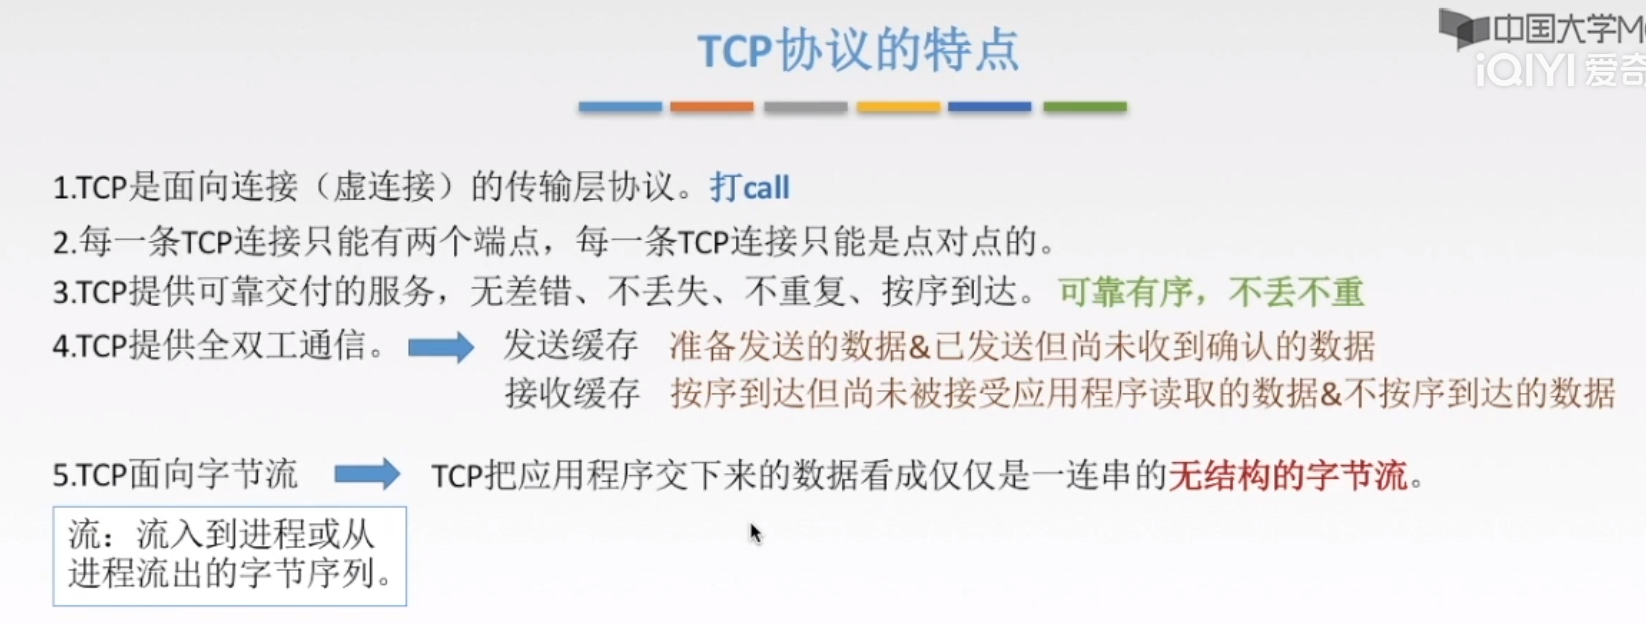 中国大学M
iQIYI 爱奇
TCP协议的特点
1.TCP是面向连接（虚连接）的传输层协议。打call
2.每一条TCP连接只能有两个端点，每一条TCP连接只能是点对点的。
3.TCP提供可靠交付的服务，无差错、不丢失、不重复、按序到达。可靠有序，不丢不重
4.TCP提供全双工通信。 发送缓存 准备发送的数据&已发送但尚未收到确认的数据
接收缓存 按序到达但尚未被接受应用程序读取的数据&不按序到达的数据
5.TCP面向字节流 TCP把应用程序交下来的数据看成仅仅是一连串的无结构的字节流。
流：流入到进程或从
进程流出的字节序列。